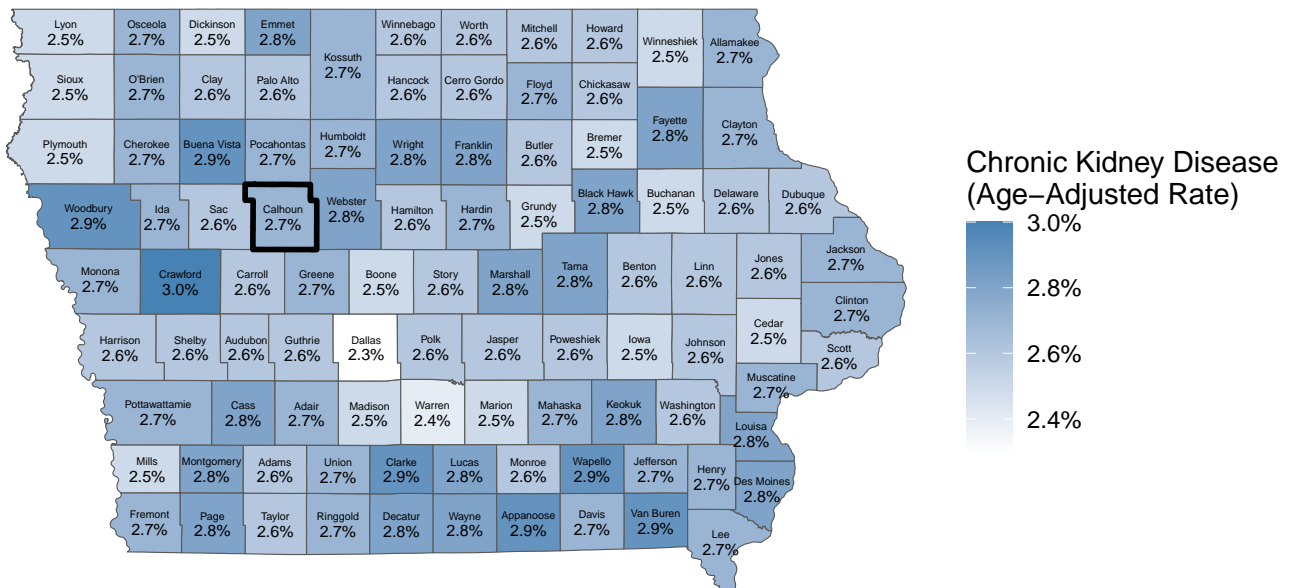 Lyon
2.5%
Osceola
2.7%
Dickinson
2.5%
Emmet
2.8%
Kossuth
2.7%
Winnebago
2.6%
Worth
2.6%
Mitchell
2.6%
Howard
2.6%
Winneshiek
2.5%
Allamakee
2.7%
Sioux
2.5%
O'Brien
2.7%
Clay
2.6%
Palo Alto
2.6%
Hancock
2.6%
Cerro Gordo
2.6%
Floyd
2.7%
Chickasaw
2.6%
Fayette
2.8%
Clayton
2.7%
Plymouth
2.5%
Cherokee
2.7%
Buena Vista
2.9%
Pocahontas
2.7%
Humboldt
2.7%
Wright
2.8%
Franklin
2.8%
Butler
2.6%
Bremer
2.5%
Woodbury
2.9%
Ida
2.7%
Sac
2.6%
Calhoun
2.7%
Webster
2.8%
Hamilton
2.6%
Hardin
2.7%
Grundy
2.5%
Black Hawk
2.8%
Buchanan
2.5%
Delaware
2.6%
Dubuque
2.6%
Monona
2.7%
Crawford
3.0%
Carroll
2.6%
Greene
2.7%
Boone
2.5%
Story
2.6%
Marshall
2.8%
Tama
2.8%
Benton
2.6%
Linn
2.6%
Jones
2.6%
Jackson
2.7%
Clinton
2.7%
Harrison
2.6%
Shelby
2.6%
Audubon
2.6%
Guthrie
2.6%
Dallas
2.3%
Polk
2.6%
Jasper
2.6%
Poweshiek
2.6%
Iowa
2.5%
Johnson
2.6%
Cedar
2.5%
Scott
2.6%
Muscatine
2.7%
Pottawattamie
2.7%
Cass
2.8%
Adair
2.7%
Madison
2.5%
Warren
2.4%
Marion
2.5%
Mahaska
2.7%
Keokuk
2.8%
Washington
2.6%
Louisa
2.8%
Mills
2.5%
Montgomery
2.8%
Adams
2.6%
Union
2.7%
Clarke
2.9%
Lucas
2.8%
Monroe
2.6%
Wapello
2.9%
Jefferson
2.7%
Henry
2.7%
Des Moines
2.8%
Fremont
2.7%
Page
2.8%
Taylor
2.6%
Ringgold
2.7%
Decatur
2.8%
Wayne
2.8%
Appanoose
2.9%
Davis
2.7%
Van Buren
2.9%
Lee
2.7%
Chronic Kidney Disease
(Age−Adjusted Rate)
3.0%
2.8%
2.6%
2.4%